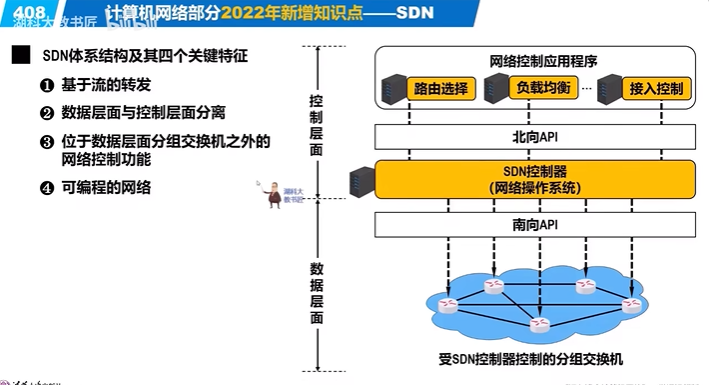 408
计算机网络部分2022年新增知识点——SDN
湖科大教书匠 bilibili
SDN体系结构及其四个关键特征
❶ 基于流的转发
❷ 数据层面与控制层面分离
❸ 位于数据层面分组交换机之外的
网络控制功能
❹ 可编程的网络
湖科大
教书匠
控制层面
数据层面
网络控制应用程序
路由选择
负载均衡
…
接入控制
北向API
SDN控制器
(网络操作系统)
南向API
受SDN控制器控制的分组交换机